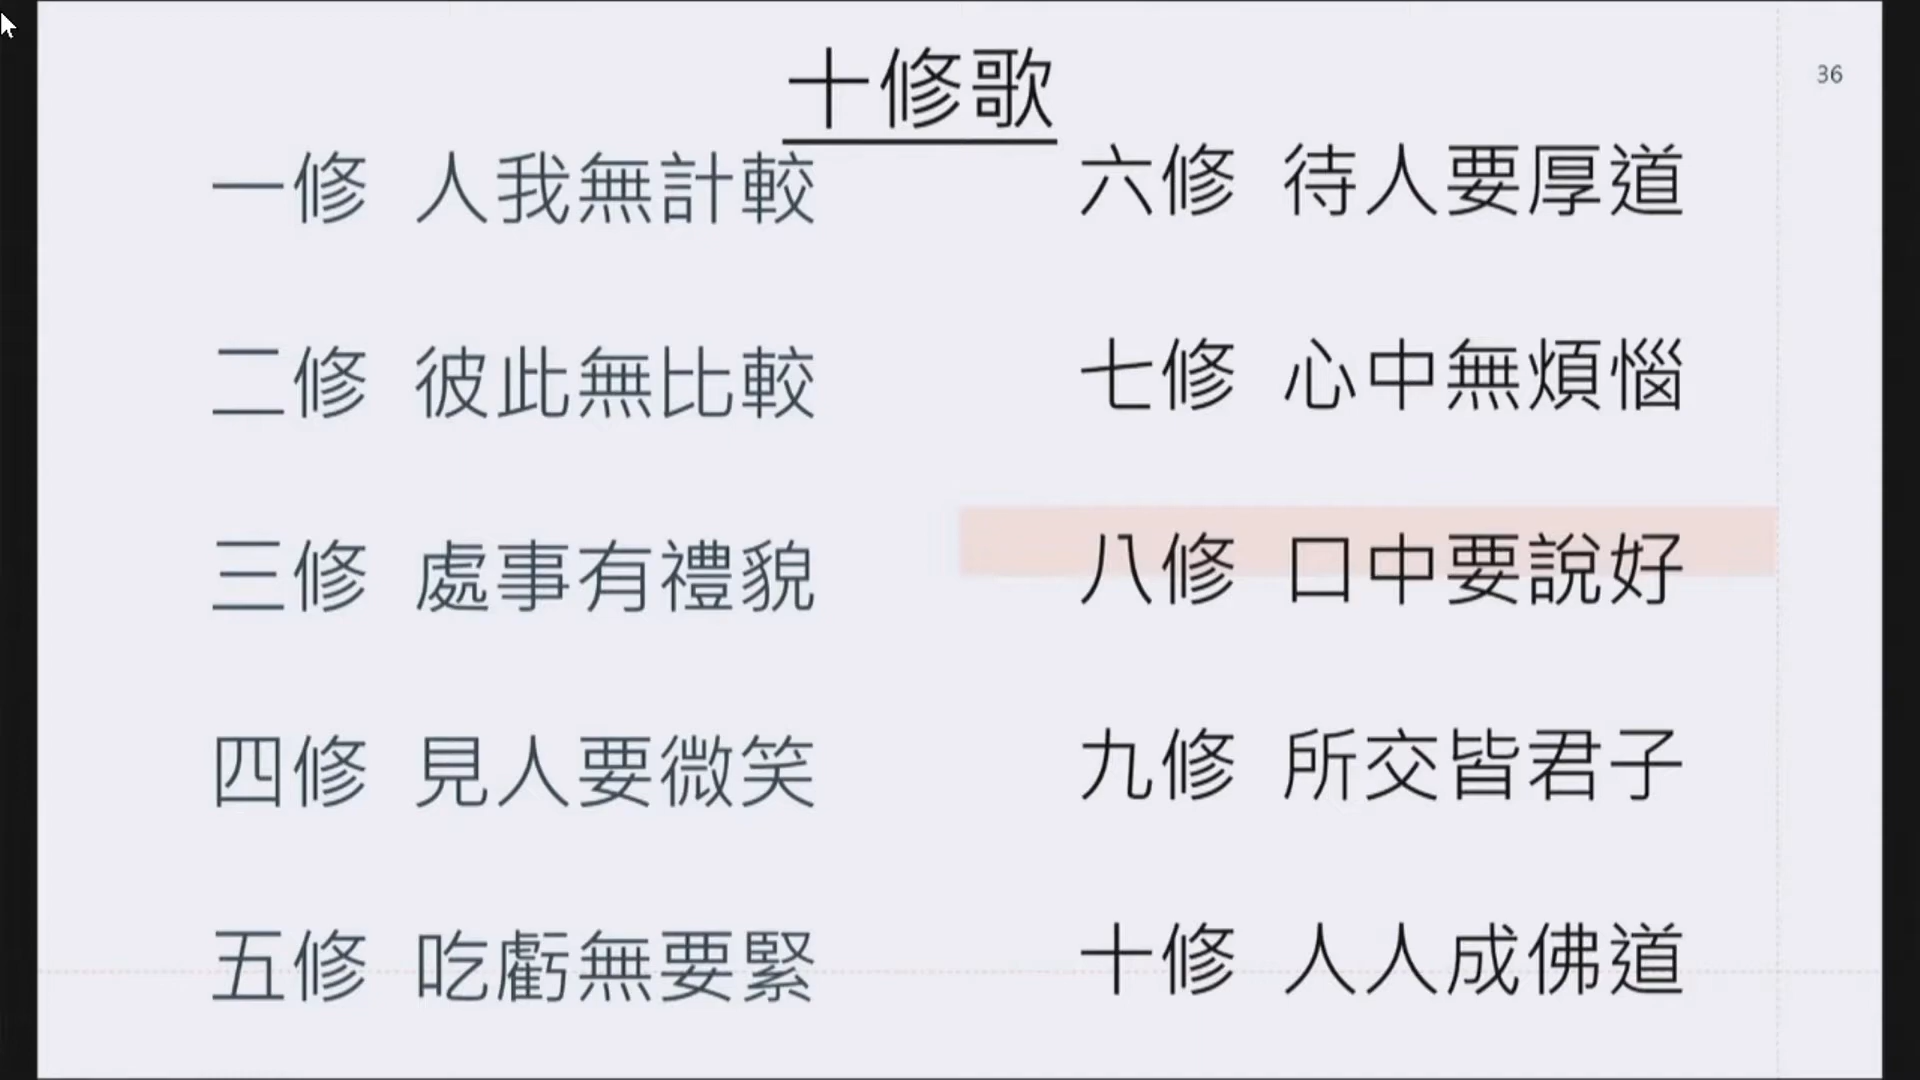 十修歌
36
一修 人我無計較
二修 彼此無比較
三修 處事有禮貌
四修 見人要微笑
五修 吃虧無要緊
六修 待人要厚道
七修 心中無煩惱
八修 口中要說好
九修 所交皆君子
十修 人人成佛道